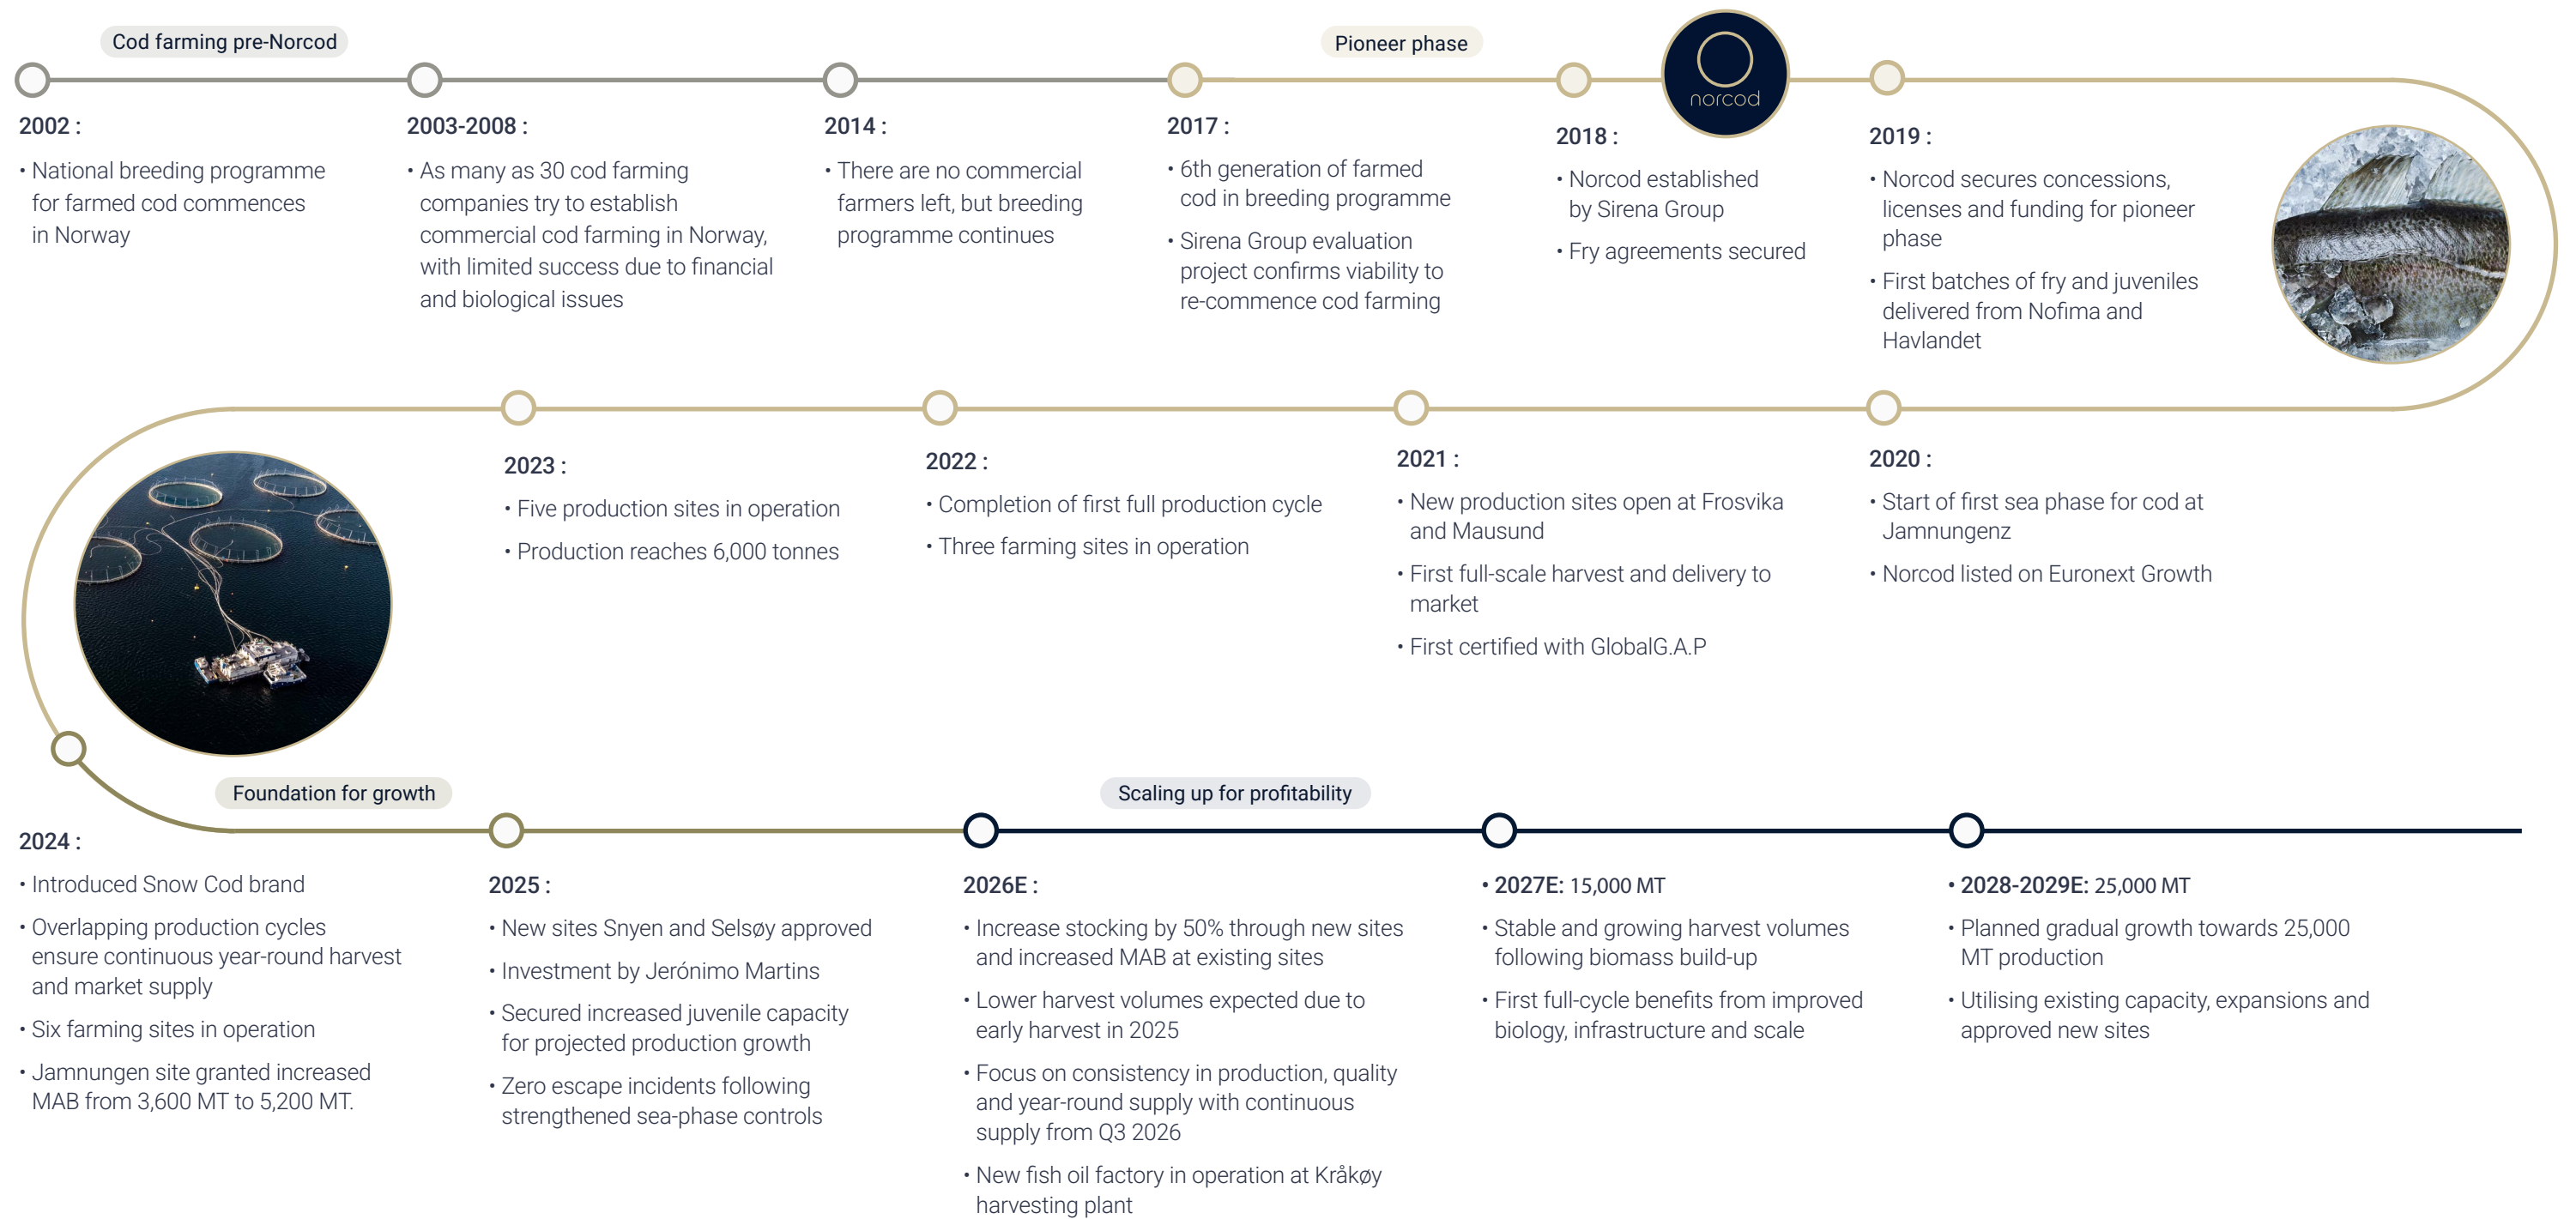 Cod farming pre-Norcod
Pioneer phase
norcod
2002 :
• National breeding programme
for farmed cod commences
in Norway
2003-2008 :
• As many as 30 cod farming
companies try to establish
commercial cod farming in Norway,
with limited success due to financial
and biological issues
2014 :
• There are no commercial
farmers left, but breeding
programme continues
2017 :
• 6th generation of farmed
cod in breeding programme
• Sirena Group evaluation
project confirms viability to
re-commence cod farming
2018 :
• Norcod established
by Sirena Group
• Fry agreements secured
2019 :
• Norcod secures concessions,
licenses and funding for pioneer
phase
• First batches of fry and juveniles
delivered from Nofima and
Havlandet
2023 :
• Five production sites in operation
• Production reaches 6,000 tonnes
2022 :
• Completion of first full production cycle
• Three farming sites in operation
2021 :
• New production sites open at Frosvika
and Mausund
• First full-scale harvest and delivery to
market
• First certified with GlobalG.A.P
2020 :
• Start of first sea phase for cod at
Jamnungenz
• Norcod listed on Euronext Growth
Foundation for growth
Scaling up for profitability
2024 :
• Introduced Snow Cod brand
• Overlapping production cycles
ensure continuous year-round harvest
and market supply
• Six farming sites in operation
• Jamnungen site granted increased
MAB from 3,600 MT to 5,200 MT.
2025 :
• New sites Snyen and Selsøy approved
• Investment by Jerónimo Martins
• Secured increased juvenile capacity
for projected production growth
• Zero escape incidents following
strengthened sea-phase controls
2026E :
• Increase stocking by 50% through new sites
and increased MAB at existing sites
• Lower harvest volumes expected due to
early harvest in 2025
• Focus on consistency in production, quality
and year-round supply with continuous
supply from Q3 2026
• New fish oil factory in operation at Kråkøy
harvesting plant
• 2027E: 15,000 MT
• Stable and growing harvest volumes
following biomass build-up
• First full-cycle benefits from improved
biology, infrastructure and scale
• 2028-2029E: 25,000 MT
• Planned gradual growth towards 25,000
MT production
• Utilising existing capacity, expansions and
approved new sites